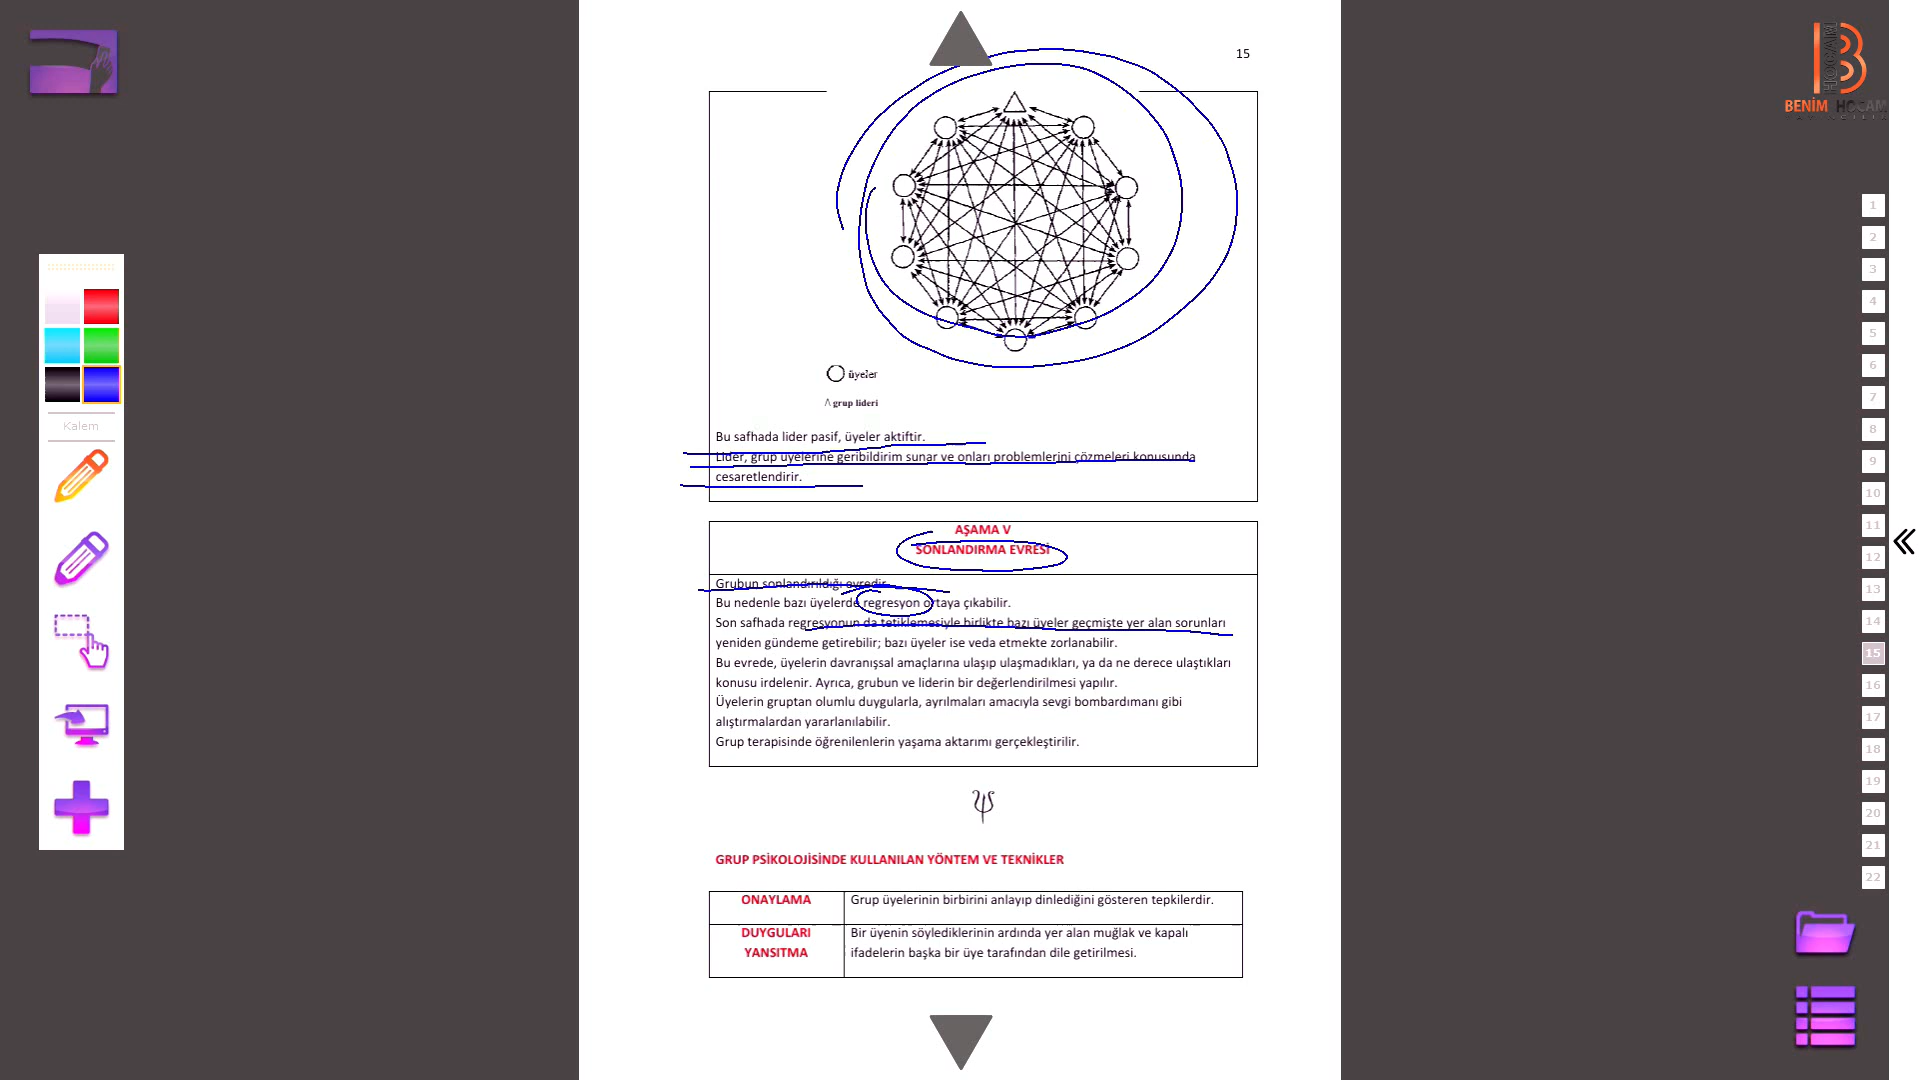 15
BENİM HOCAM
YAYINCILIK
üyeler
grup lideri
Bu safhada lider pasif, üyeler aktiftir.
Lider, grup üyelerine geribildirim sunar ve onları problemlerini çözmeleri konusunda
cesaretlendirir.
AŞAMA V
SONLANDIRMA EVRESİ
Grubun sonlandırıldığı evredir.
Bu nedenle bazı üyelerde regresyon ortaya çıkabilir.
Son safhada regresyonun da tetiklemesiyle birlikte bazı üyeler geçmişte yer alan sorunları
yeniden gündeme getirebilir; bazı üyeler ise veda etmekte zorlanabilir.
Bu evrede, üyelerin davranışsal amaçlarına ulaşıp ulaşmadıkları, ya da ne derece ulaştıkları
konusu irdelenir. Ayrıca, grubun ve liderin bir değerlendirilmesi yapılır.
Üyelerin gruptan olumlu duygularla, ayrılmaları amacıyla sevgi bombardımanı gibi
alıştırmalardan yararlanılabilir.
Grup terapisinde öğrenilenlerin yaşama aktarımı gerçekleştirilir.
GRUP PSİKOLOJİSİNDE KULLANILAN YÖNTEM VE TEKNİKLER
ONAYLAMA
Grup üyelerinin birbirini anlayıp dinlediğini gösteren tepkilerdir.
DUYGULARI
YANSITMA
Bir üyenin söylediklerinin ardında yer alan muğlak ve kapalı
ifadelerin başka bir üye tarafından dile getirilmesi.
Kalem
1
2
3
4
5
6
7
8
9
10
11
12
13
14
15
16
17
18
19
20
21
22